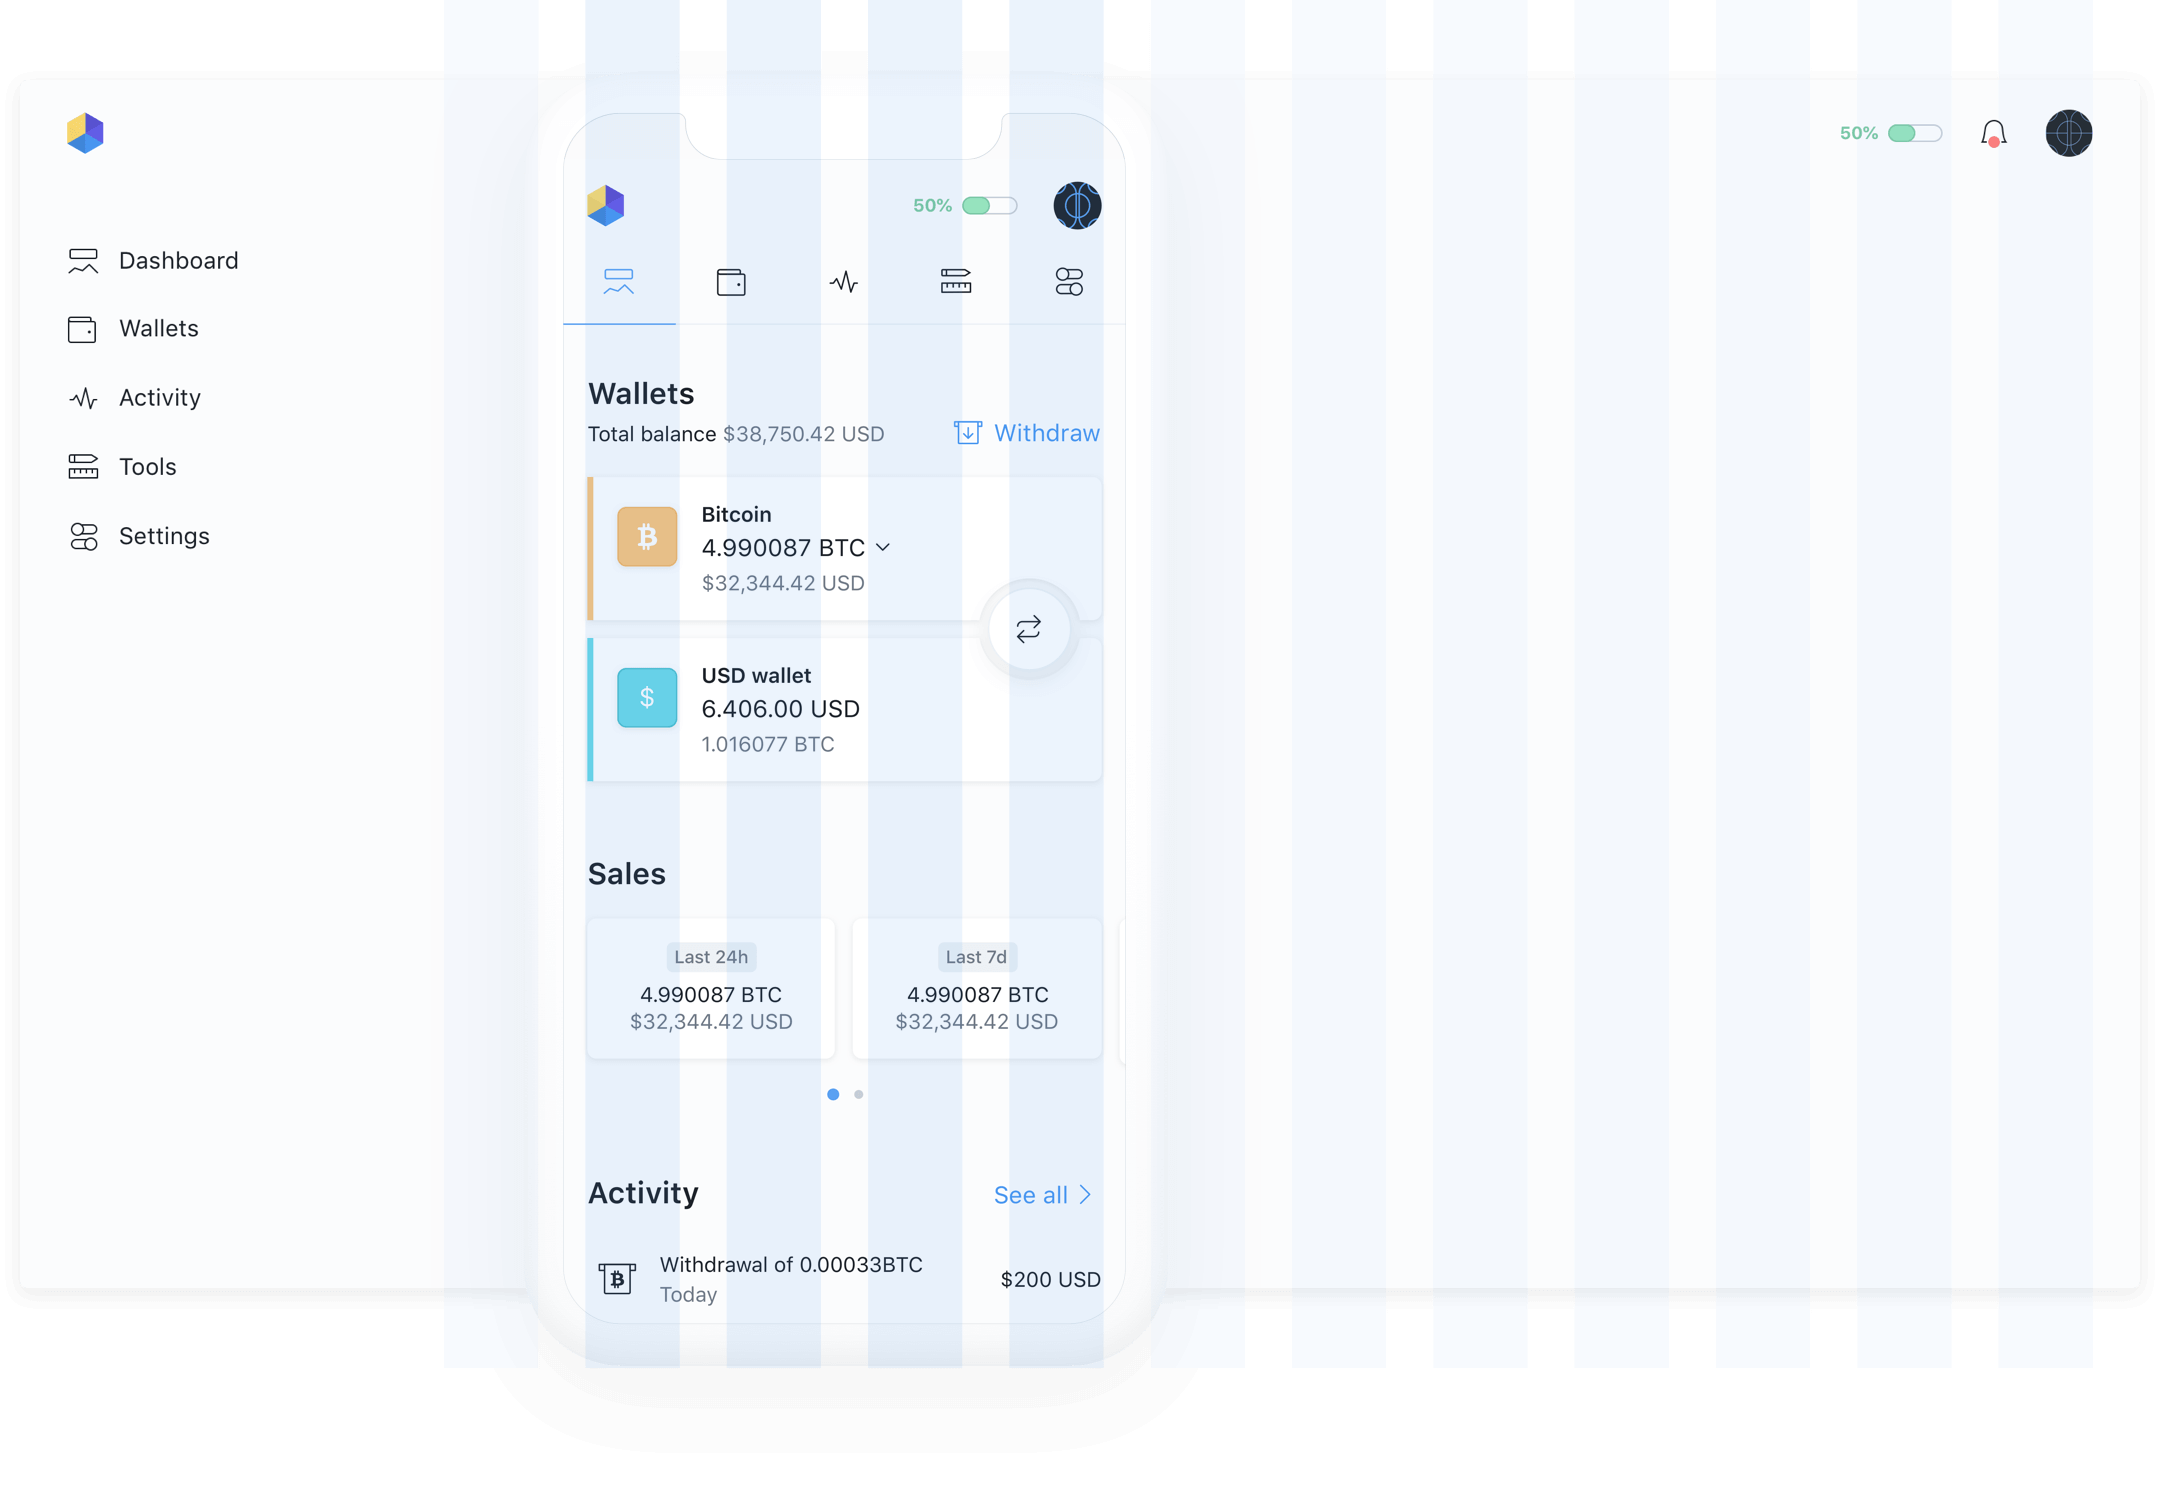 50%
Dashboard
Wallets
Activity
Tools
Settings
50%
Wallets
Total balance $38,750.42 USD
Withdraw
Bitcoin
4.990087 BTC
$32,344.42 USD
$
USD wallet
6.406.00 USD
1.016077 BTC
Sales
Last 24h
4.990087 BTC
$32,344.42 USD
Last 7d
4.990087 BTC
$32,344.42 USD
Activity
See all
Withdrawal of 0.00033BTC
Today
$200 USD